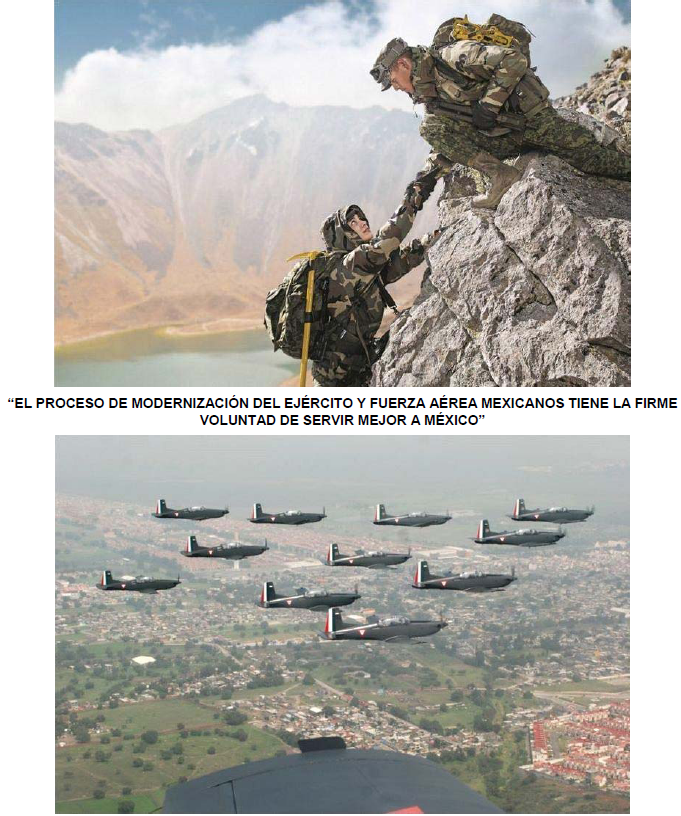 “EL PROCESO DE MODERNIZACIÓN DEL EJÉRCITO Y FUERZA AÉREA MEXICANOS TIENE LA FIRME
VOLUNTAD DE SERVIR MEJOR A MÉXICO”